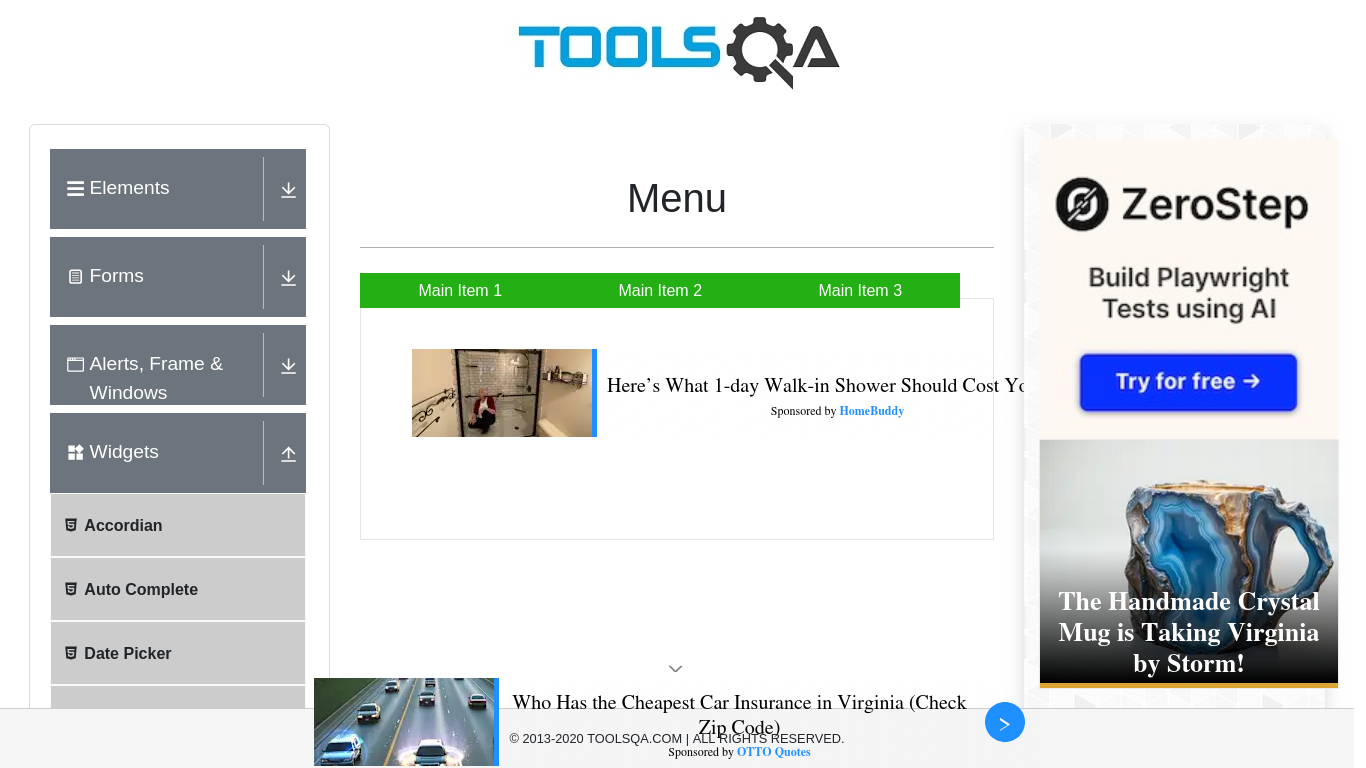 TOOLSQA
Elements
Forms
Alerts, Frame &
Windows
Widgets
Accordian
Auto Complete
Date Picker
Menu
Main Item 1
Main Item 2
Main Item 3
Here’s What 1-day Walk-in Shower Should Cost Yo
Sponsored by HomeBuddy
ZeroStep
Build Playwright
Tests using AI
Try for free →
The Handmade Crystal
Mug is Taking Virginia
by Storm!
Who Has the Cheapest Car Insurance in Virginia (Check
Zip Code)
© 2013-2020 TOOLSQA.COM | ALL RIGHTS RESERVED.
Sponsored by OTTO Quotes